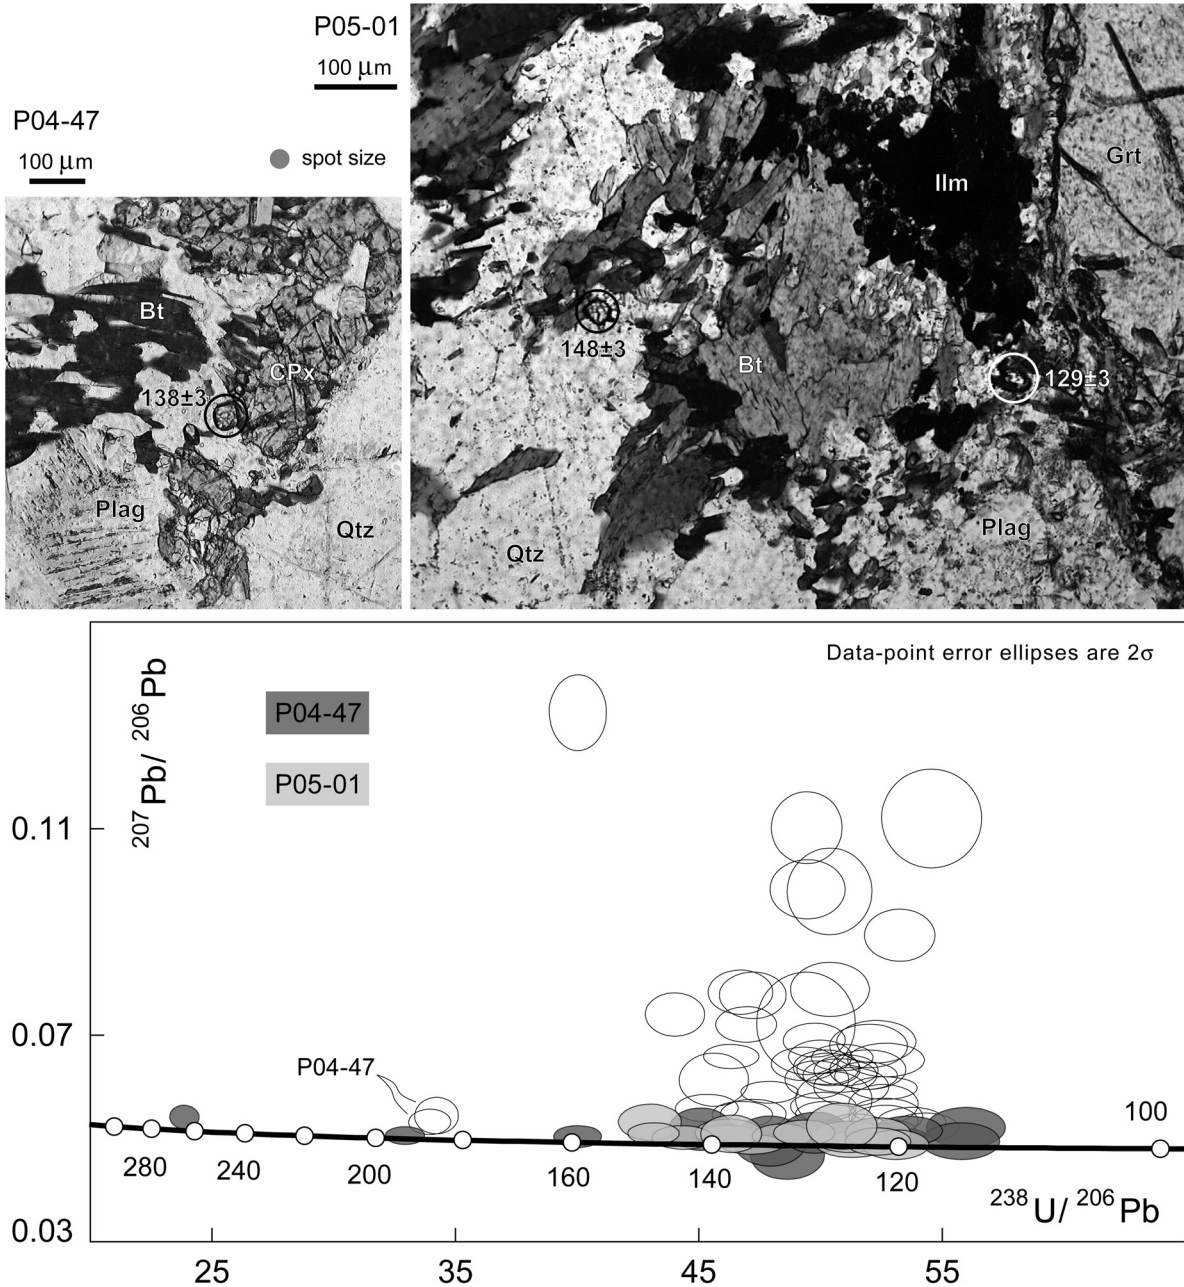 P05-01
100 μm
P04-47
100 μm
spot size
Bt
CPx
138±3
Plag
Qtz
Grt
Ilm
148±3
Bt
129±3
Qtz
Plag
Data-point error ellipses are 2σ
207Pb/ 206Pb
P04-47
P05-01
0.11
0.07
0.03
P04-47
100
280
240
200
160
140
120
238U/ 206Pb
25
35
45
55